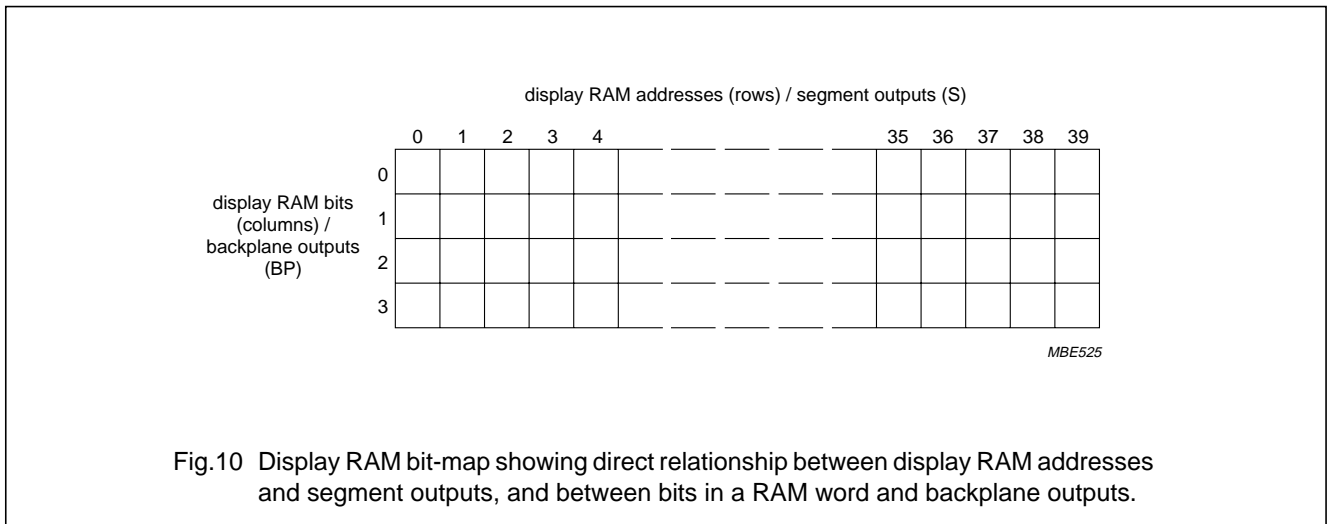 display RAM addresses (rows) / segment outputs (S)
0 1 2 3 4 35 36 37 38 39
0
display RAM bits
(columns) /
backplane outputs
(BP)
1
2
3
MBE525
Fig.10 Display RAM bit-map showing direct relationship between display RAM addresses
and segment outputs, and between bits in a RAM word and backplane outputs.